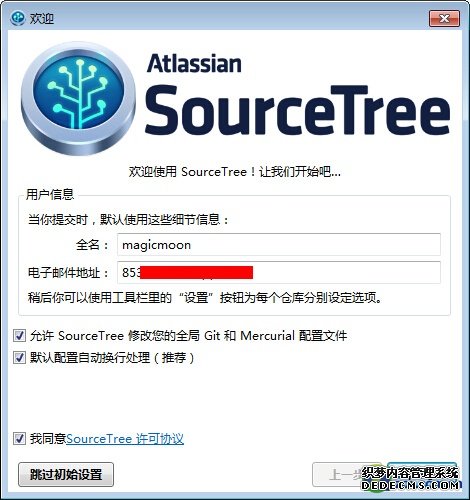 欢迎
Atlassian
SourceTree
欢迎使用 SourceTree！让我们开始吧...
用户信息
当你提交时，默认使用这些细节信息：
全名： magicmoon
电子邮件地址： 853
稍后你可以使用工具栏里的“设置”按钮为每个仓库分别设定选项。
允许 SourceTree 修改您的全局 Git 和 Mercurial 配置文件
默认配置自动换行处理（推荐）
我同意SourceTree 许可协议
跳过初始设置
上一步
织梦内容管理系统
DEDECMS.COM